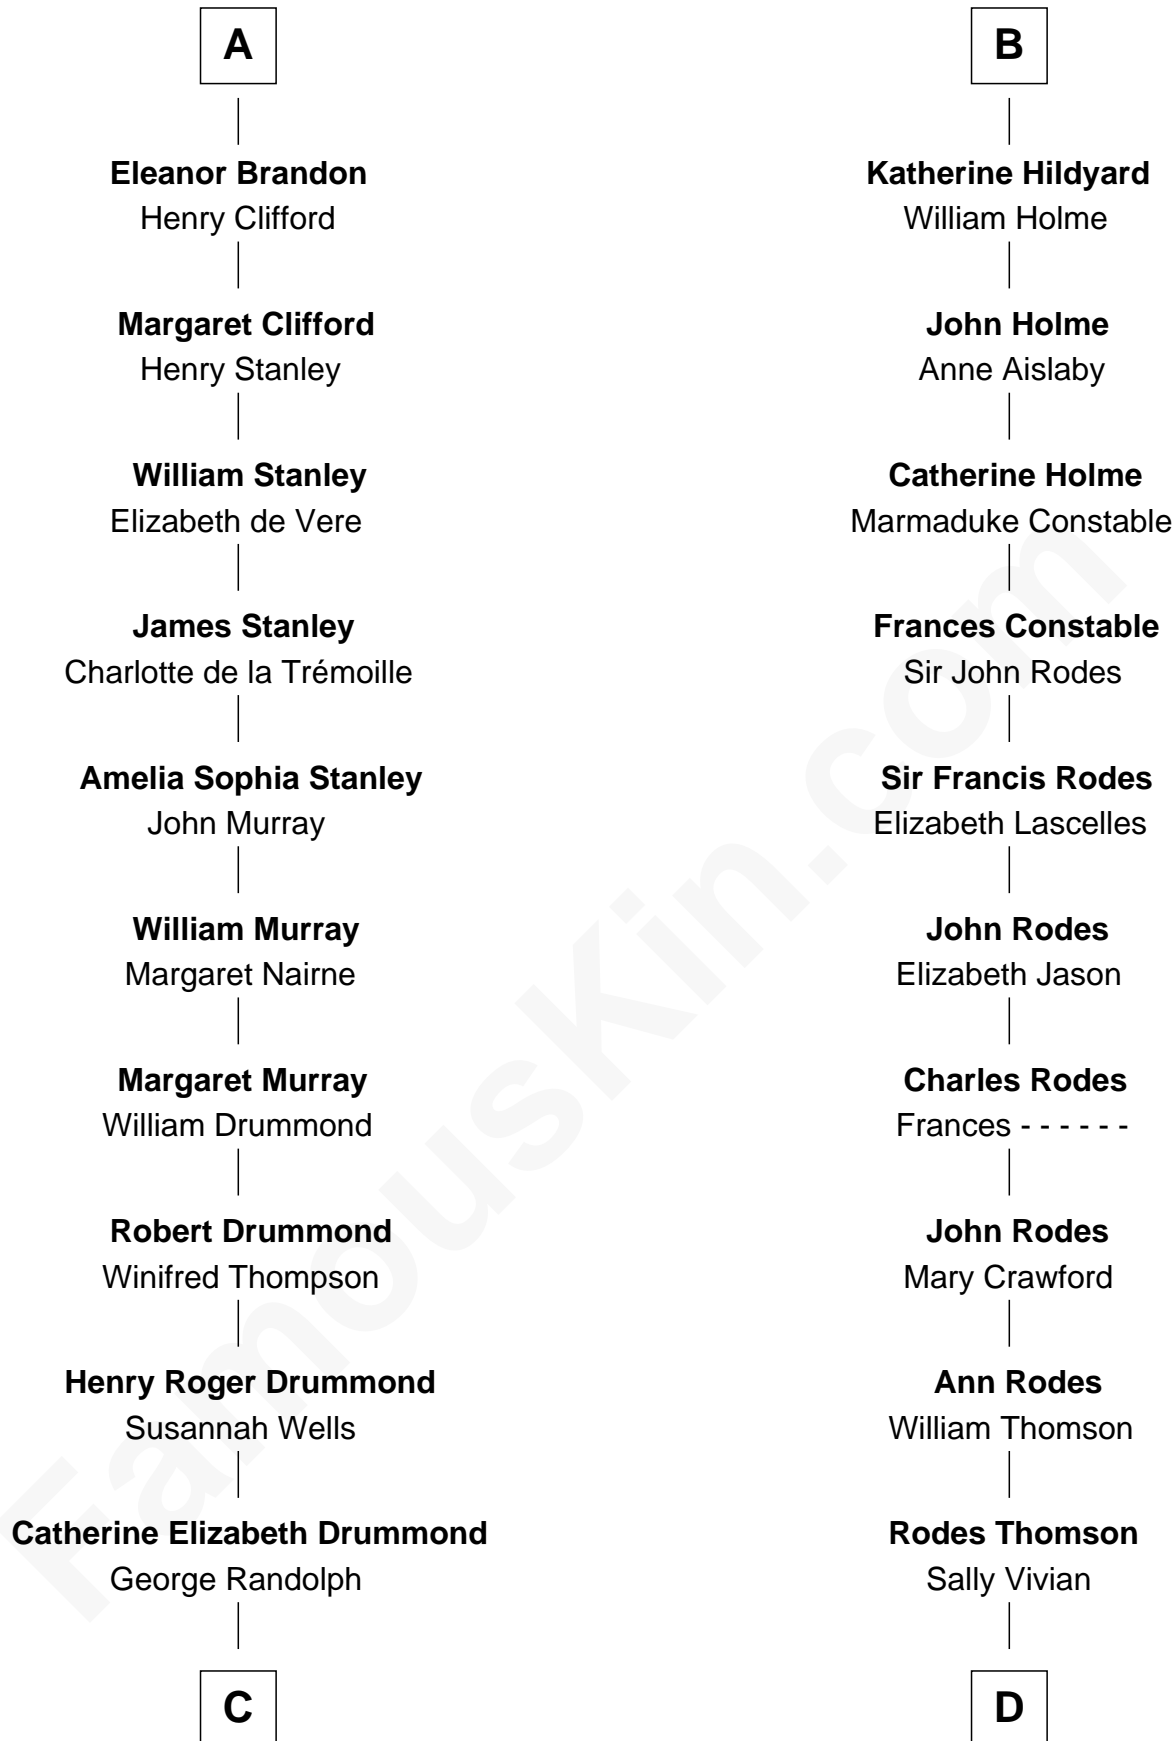 A
Eleanor Brandon
Henry Clifford
Margaret Clifford
Henry Stanley
William Stanley
Elizabeth de Vere
James Stanley
Charlotte de la Trémoille
Amelia Sophia Stanley
John Murray
William Murray
Margaret Nairne
Margaret Murray
William Drummond
Robert Drummond
Winifred Thompson
Henry Roger Drummond
Susannah Wells
Catherine Elizabeth Drummond
George Randolph
C
B
Katherine Hildyard
William Holme
John Holme
Anne Aislaby
Catherine Holme
Marmaduke Constable
Frances Constable
Sir John Rodes
Sir Francis Rodes
Elizabeth Lascelles
John Rodes
Elizabeth Jason
Charles Rodes
Frances - - - - - -
John Rodes
Mary Crawford
Ann Rodes
William Thomson
Rodes Thomson
Sally Vivian
D
FamousKin.com